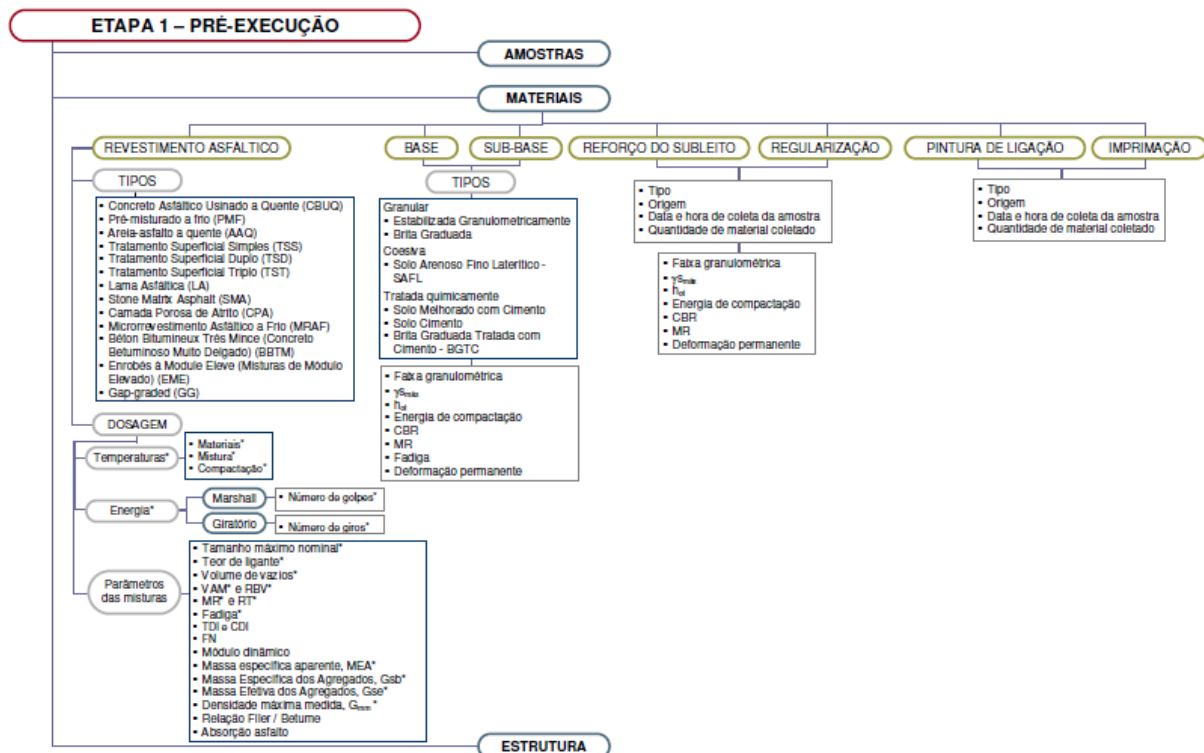 ETAPA 1 – PRÉ-EXECUÇÃO
AMOSTRAS
MATERIAIS
REVESTIMENTO ASFÁLTICO
BASE
SUB-BASE
REFORÇO DO SUBLEITO
REGULARIZAÇÃO
PINTURA DE LIGAÇÃO
IMPRIMAÇÃO
TIPOS
▪ Concreto Asfáltico Usinado a Quente (CBUQ)
▪ Pré-misturado a frio (PMF)
▪ Areia-asfalto a quente (AAQ)
▪ Tratamento Superficial Simples (TSS)
▪ Tratamento Superficial Duplo (TSD)
▪ Tratamento Superficial Triplo (TST)
▪ Lama Asfáltica (LA)
▪ Stone Matrix Asphalt (SMA)
▪ Camada Porosa de Atrito (CPA)
▪ Microrrevestimento Asfáltico a Frio (MRAF)
▪ Béton Bitumineux Três Mince (Concreto
Betuminoso Muito Delgado) (BBTM)
▪ Enrobés à Module Eleve (Misturas de Módulo
Elevado) (EME)
▪ Gap-graded (GG)
TIPOS
Granular
▪ Estabilizada Granulometricamente
▪ Brita Graduada
Coesiva
▪ Solo Arenoso Fino Laterítico -
SAFL
Tratada quimicamente
▪ Solo Melhorado com Cimento
▪ Solo Cimento
▪ Brita Graduada Tratada com
Cimento - BGTC
▪ Faixa granulométrica
▪ γsmáx
▪ hot
▪ Energia de compactação
▪ CBR
▪ MR
▪ Fadiga
▪ Deformação permanente
▪ Tipo
▪ Origem
▪ Data e hora de coleta da amostra
▪ Quantidade de material coletado
▪ Faixa granulométrica
▪ γsmáx
▪ hot
▪ Energia de compactação
▪ CBR
▪ MR
▪ Deformação permanente
▪ Tipo
▪ Origem
▪ Data e hora de coleta da amostra
▪ Quantidade de material coletado
DOSAGEM
Temperaturas*
▪ Materiais*
▪ Mistura*
▪ Compactação*
Energia*
Marshall
▪ Número de golpes*
Giratório
▪ Número de giros*
Parâmetros
das misturas
▪ Tamanho máximo nominal*
▪ Teor de ligante*
▪ Volume de vazios*
▪ VAM* e RBV*
▪ MR* e RT*
▪ Fadiga*
▪ TDI e CDI
▪ FN
▪ Módulo dinâmico
▪ Massa específica aparente, MEA*
▪ Massa Específica dos Agregados, Gsb*
▪ Massa Efetiva dos Agregados, Gse*
▪ Densidade máxima medida, Gmm*
▪ Relação Fíler / Betume
▪ Absorção asfalto
ESTRUTURA